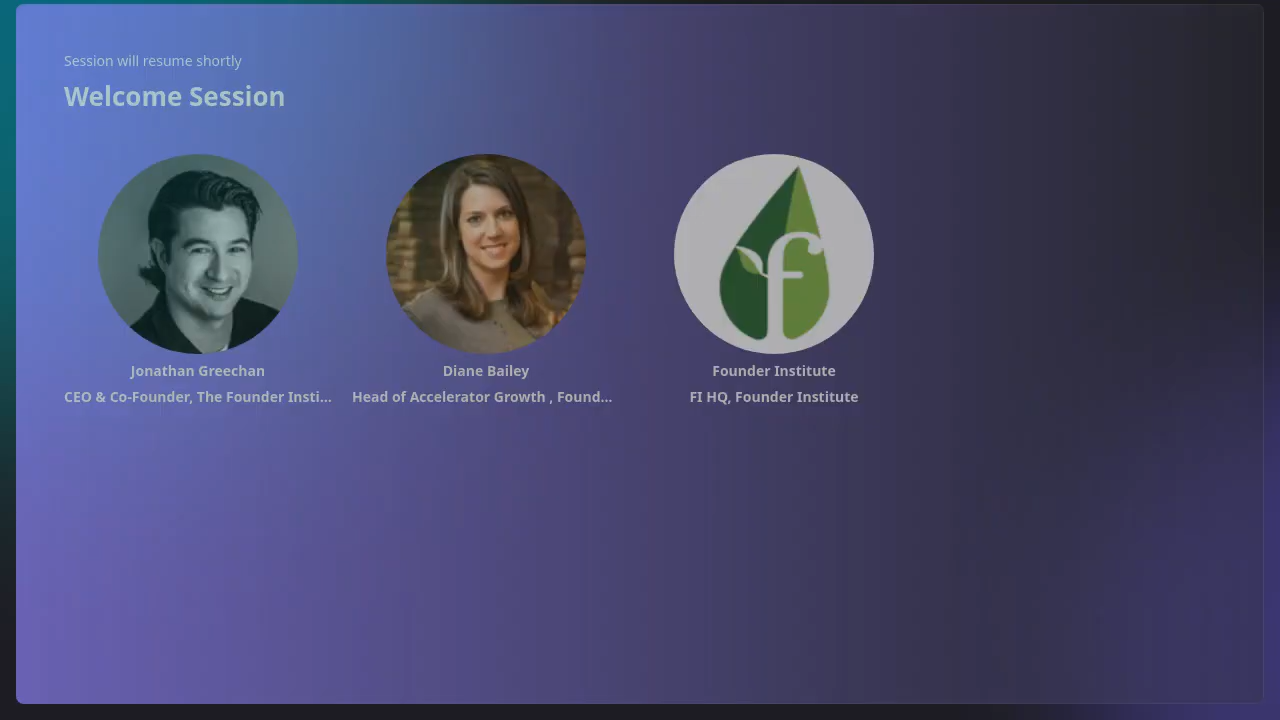 Session will resume shortly
Welcome Session
f
Jonathan Greechan
Diane Bailey
Founder Institute
CEO & Co-Founder, The Founder Insti...
Head of Accelerator Growth , Found...
FI HQ, Founder Institute